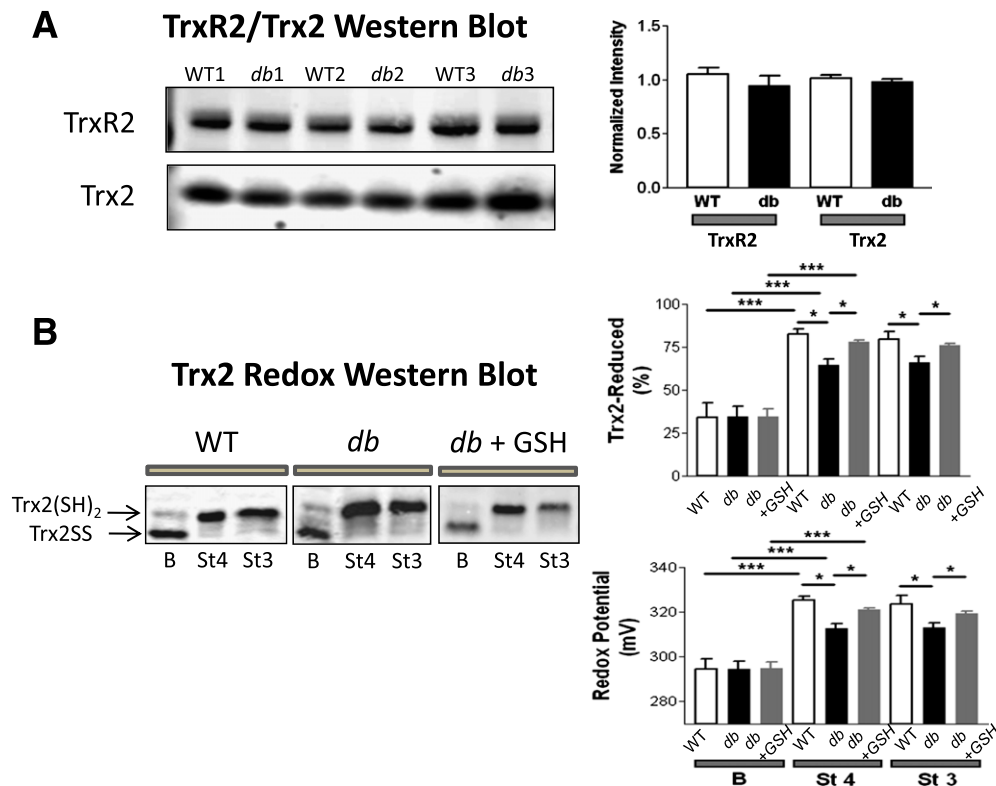 A
TrxR2/Trx2 Western Blot
WT1 db1 WT2 db2 WT3 db3
TrxR2
Trx2
Normalized Intensity
1.5
1.0
0.5
0.0
WT db WT db
TrxR2 Trx2
B
Trx2 Redox Western Blot
WT db db + GSH
Trx2(SH)2
Trx2SS
B St4 St3 B St4 St3 B St4 St3
Trx2-Reduced
(%)
100
75
50
25
0
***
***
***
* * * *
WT db db +GSH WT db db +GSH WT db db +GSH
Redox Potential
(mV)
340
320
300
280
***
***
***
* * * *
WT db db +GSH WT db db +GSH WT db db +GSH
B St 4 St 3